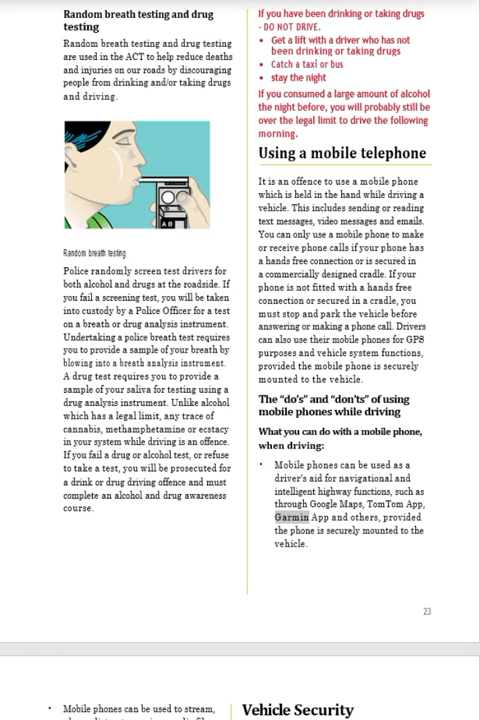 Random breath testing and drug
testing
Random breath testing and drug testing
are used in the ACT to help reduce deaths
and injuries on our roads by discouraging
people from drinking and/or taking drugs
and driving.
A B
Random breath testing
Police randomly screen test drivers for
both alcohol and drugs at the roadside. If
you fail a screening test, you will be taken
into custody by a Police Officer for a test
on a breath or drug analysis instrument.
Undertaking a police breath test requires
you to provide a sample of your breath by
blowing into a breath analysis instrument.
A drug test requires you to provide a
sample of your saliva for testing using a
drug analysis instrument. Unlike alcohol
which has a legal limit, any trace of
cannabis, methamphetamine or ecstacy
in your system while driving is an offence.
If you fail a drug or alcohol test, or refuse
to take a test, you will be prosecuted for
a drink or drug driving offence and must
complete an alcohol and drug awareness
course.
If you have been drinking or taking drugs
- DO NOT DRIVE.
• Get a lift with a driver who has not
been drinking or taking drugs
• Catch a taxi or bus
• stay the night
If you consumed a large amount of alcohol
the night before, you will probably still be
over the legal limit to drive the following
morning.
Using a mobile telephone
It is an offence to use a mobile phone
which is held in the hand while driving a
vehicle. This includes sending or reading
text messages, video messages and emails.
You can only use a mobile phone to make
or receive phone calls if your phone has
a hands free connection or is secured in
a commercially designed cradle. If your
phone is not fitted with a hands free
connection or secured in a cradle, you
must stop and park the vehicle before
answering or making a phone call. Drivers
can also use their mobile phones for GPS
purposes and vehicle system functions,
provided the mobile phone is securely
mounted to the vehicle.
The "do's" and "don'ts" of using
mobile phones while driving
What you can do with a mobile phone,
when driving:
• Mobile phones can be used as a
driver's aid for navigational and
intelligent highway functions, such as
through Google Maps, TomTom App,
Garmin App and others, provided
the phone is securely mounted to the
vehicle.
23
• Mobile phones can be used to stream,
Vehicle Security